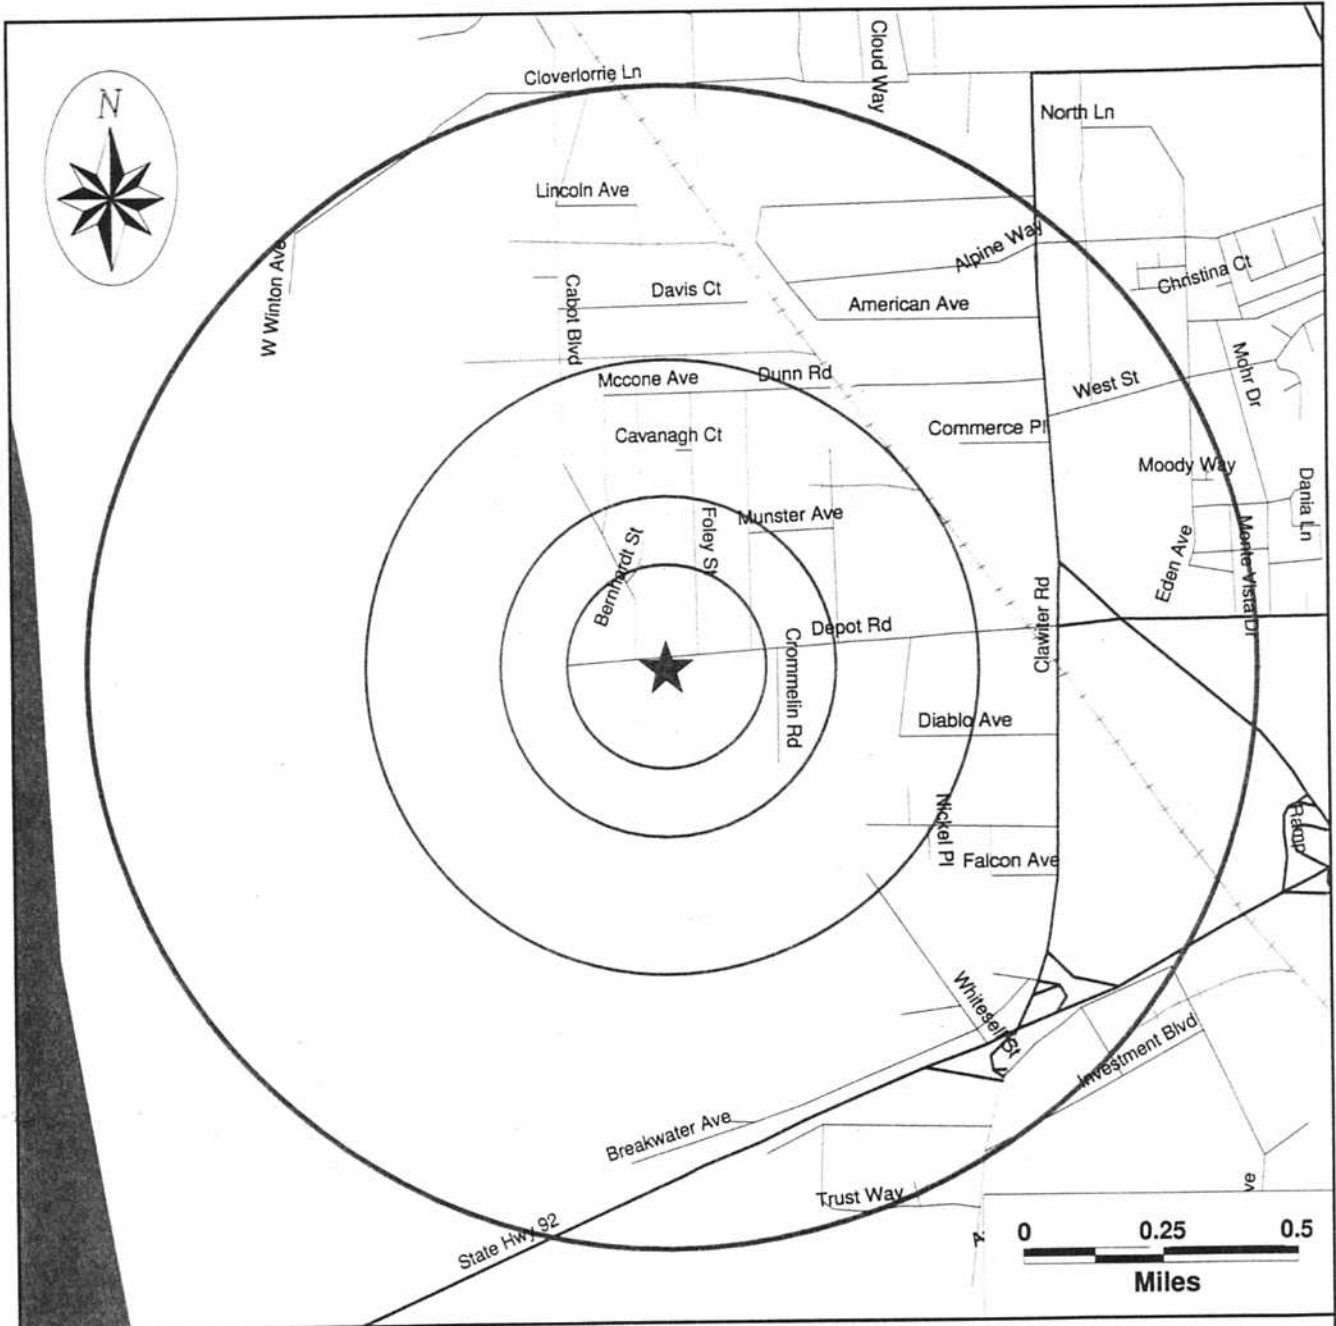 Cloud Way
Cloverlorrie Ln
N
North Ln
Lincoln Ave
Alpine Way
W Winton Ave
Christina Ct
Cabot Blvd
Davis Ct
American Ave
Mohr Dr
Mccone Ave
Dunn Rd
West St
Cavanagh Ct
Commerce Pl
Moody Way
Dania Ln
Bernhardt St
Foley St
Munster Ave
Eden Ave
Monte Vista Dr
Depot Rd
Clawiter Rd
Crommelin Rd
Diablo Ave
Nickel Pl
Ramp
Falcon Ave
Whitesell St
Investment Blvd
Breakwater Ave
Trust Way
ve
State Hwy 92
0 0.25 0.5
Miles